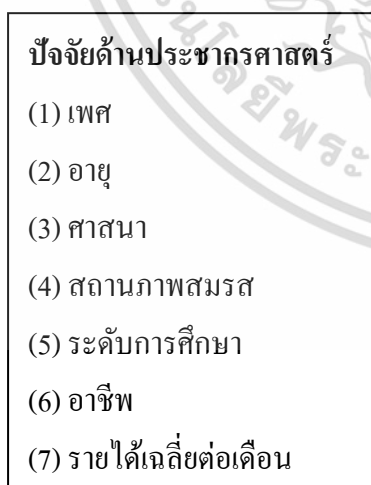 ปัจจัยด้านประชากรศาสตร์
(1) เพศ
(2) อายุ
(3) ศาสนา
(4) สถานภาพสมรส
(5) ระดับการศึกษา
(6) อาชีพ
(7) รายได้เฉลี่ยต่อเดือน